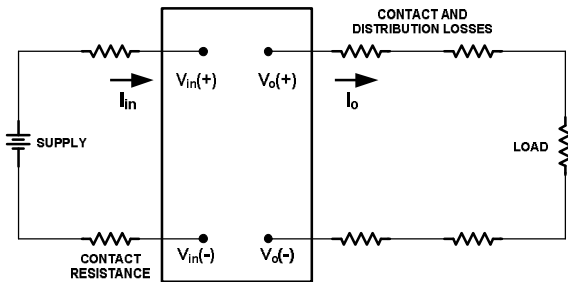 CONTACT AND
DISTRIBUTION LOSSES
Vin(+)
Vo(+)
Iin
Io
SUPPLY
LOAD
Vin(-)
Vo(-)
CONTACT
RESISTANCE